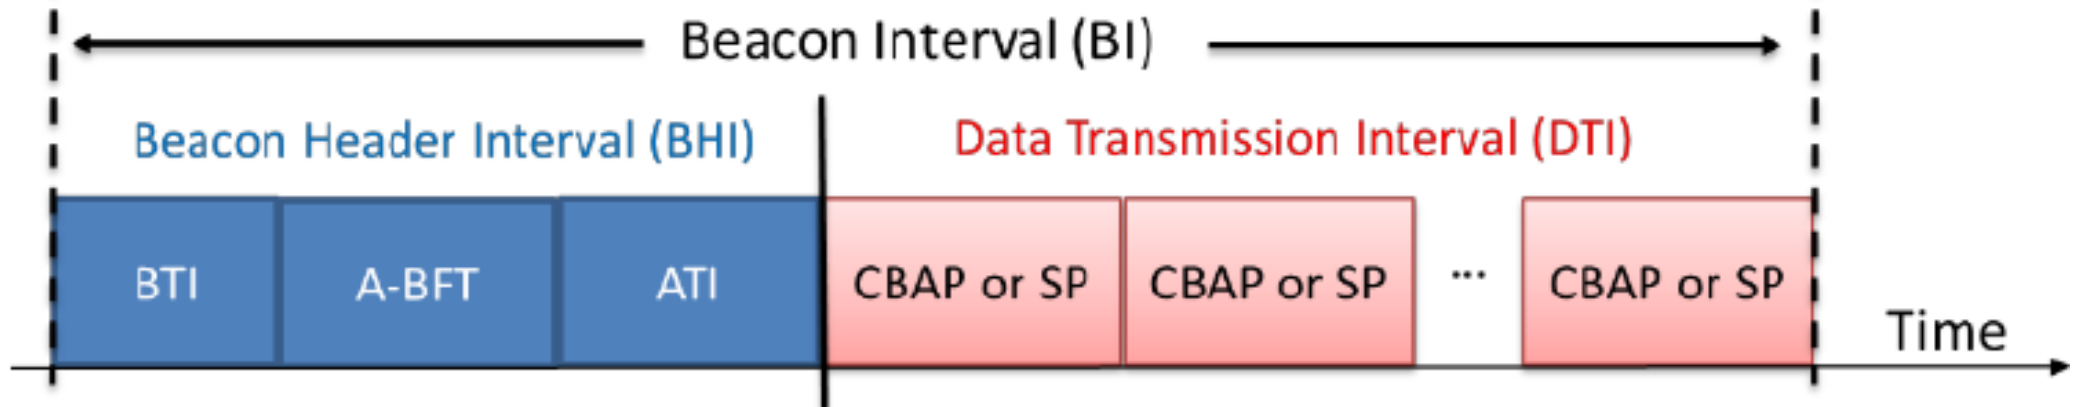 Beacon Interval (BI)
Beacon Header Interval (BHI)
Data Transmission Interval (DTI)
BTI
A-BFT
ATI
CBAP or SP
CBAP or SP
...
CBAP or SP
Time